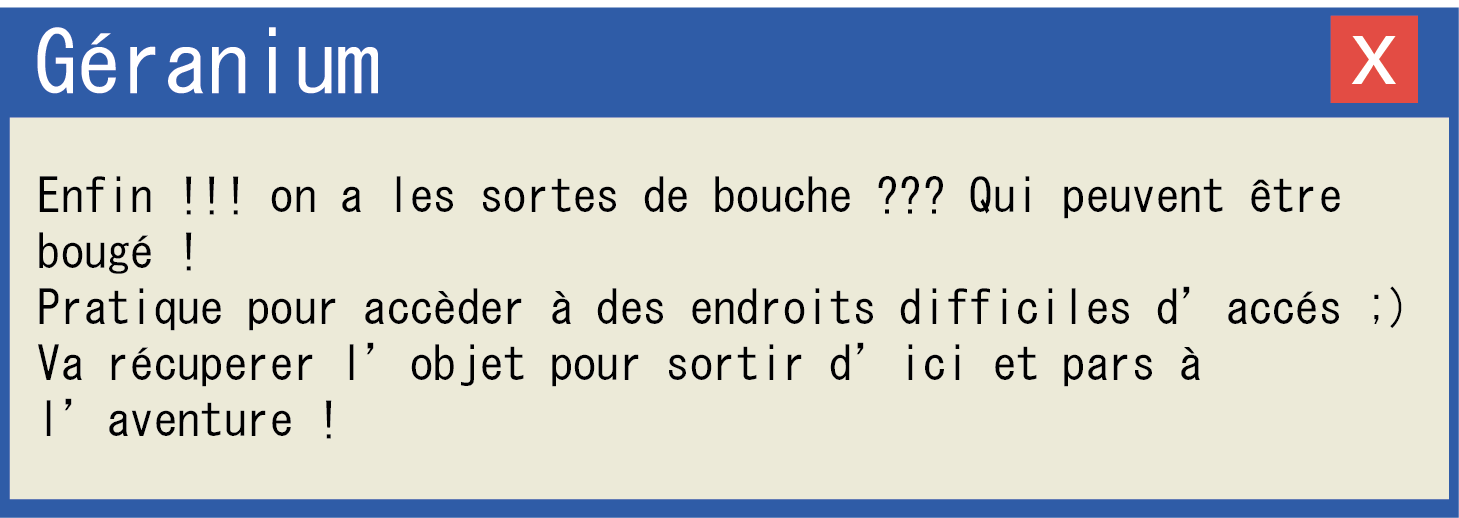 Géranium
X
Enfin !!! on a les sortes de bouche ??? Qui peuvent être
bougé !
Pratique pour accèder à des endroits difficiles d’accés ;)
Va récuperer l’objet pour sortir d’ici et pars à
l’aventure !